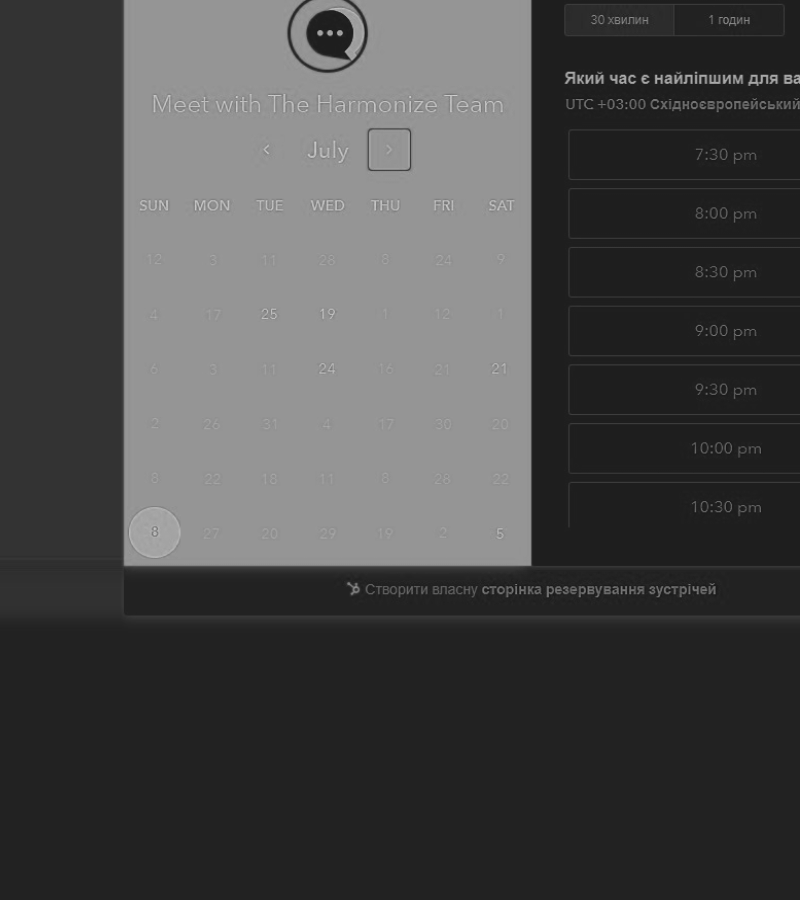 Meet with The Harmonize Team
‹ July ›
SUN MON TUE WED THU FRI SAT
12 3 11 28 8 24 9
4 17 25 19 1 12 1
6 3 11 24 16 21 21
2 26 31 4 17 30 20
8 22 18 11 8 26 22
8 27 20 29 19 2 5
30 хвилин 1 годин
Який час є найліпшим для ва
UTC +03:00 Східноєвропейський
7:30 pm
8:00 pm
8:30 pm
9:00 pm
9:30 pm
10:00 pm
10:30 pm
Створити власну сторінка резервування зустрічей